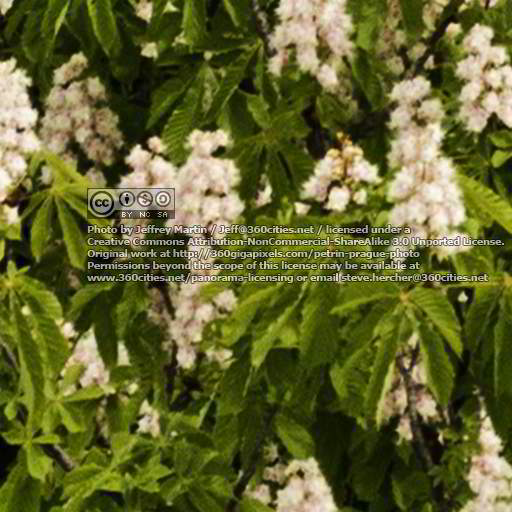 cc
BY NC SA
Photo by Jeffrey Martin / Jeff@360cities.net / licensed under a
Creative Commons Attribution-NonCommercial-ShareAlike 3.0 Unported License.
Original work at http://360gigapixels.com/petrin-prague-photo
Permissions beyond the scope of this license may be available at
www.360cities.net/panorama-licensing or email steve.hercher@360cities.net